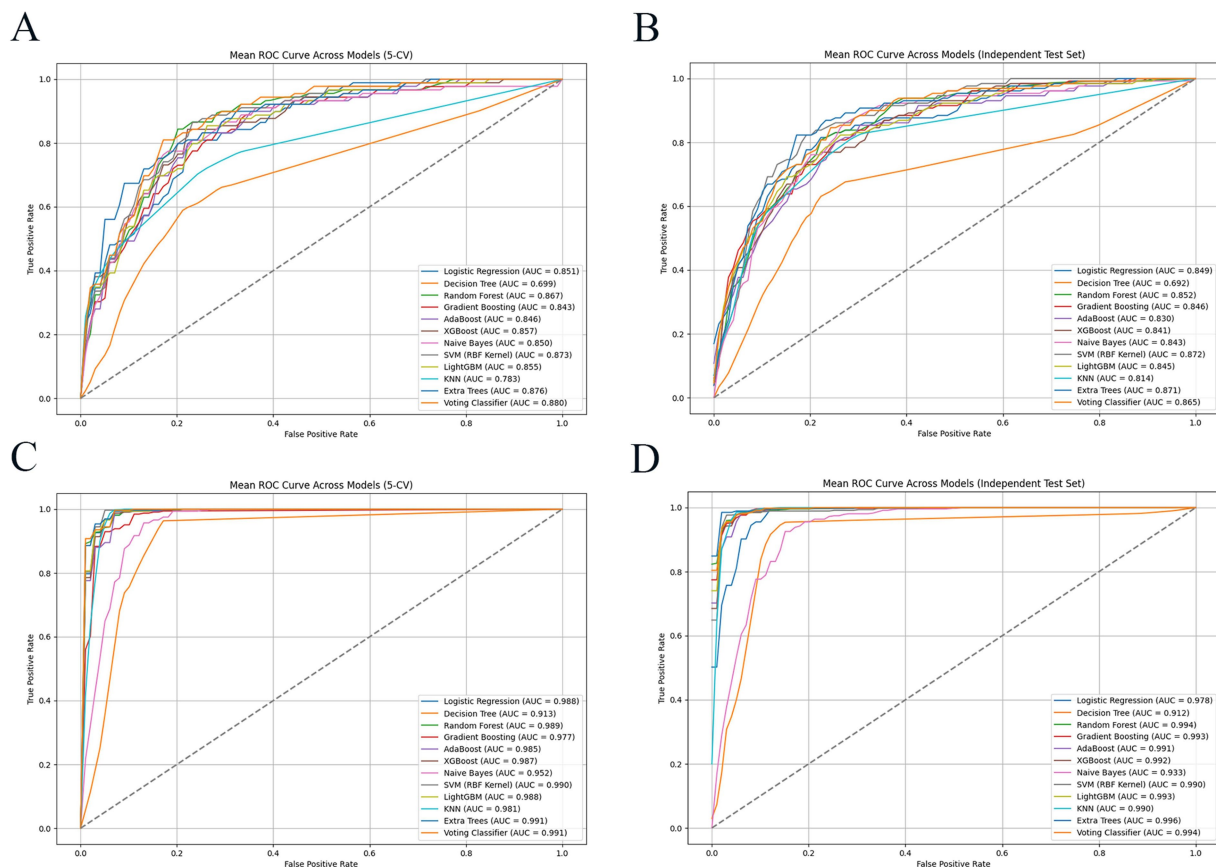 A
Mean ROC Curve Across Models (5-CV)
True Positive Rate
1.0
0.8
0.6
0.4
0.2
0.0
Logistic Regression (AUC = 0.851)
Decision Tree (AUC = 0.699)
Random Forest (AUC = 0.867)
Gradient Boosting (AUC = 0.843)
AdaBoost (AUC = 0.846)
XGBoost (AUC = 0.857)
Naive Bayes (AUC = 0.850)
SVM (RBF Kernel) (AUC = 0.873)
LightGBM (AUC = 0.855)
KNN (AUC = 0.783)
Extra Trees (AUC = 0.876)
Voting Classifier (AUC = 0.880)
0.0 0.2 0.4 0.6 0.8 1.0
False Positive Rate
B
Mean ROC Curve Across Models (Independent Test Set)
True Positive Rate
1.0
0.8
0.6
0.4
0.2
0.0
Logistic Regression (AUC = 0.849)
Decision Tree (AUC = 0.692)
Random Forest (AUC = 0.852)
Gradient Boosting (AUC = 0.846)
AdaBoost (AUC = 0.830)
XGBoost (AUC = 0.841)
Naive Bayes (AUC = 0.843)
SVM (RBF Kernel) (AUC = 0.872)
LightGBM (AUC = 0.845)
KNN (AUC = 0.814)
Extra Trees (AUC = 0.871)
Voting Classifier (AUC = 0.865)
0.0 0.2 0.4 0.6 0.8 1.0
False Positive Rate
C
Mean ROC Curve Across Models (5-CV)
True Positive Rate
1.0
0.8
0.6
0.4
0.2
0.0
Logistic Regression (AUC = 0.988)
Decision Tree (AUC = 0.913)
Random Forest (AUC = 0.989)
Gradient Boosting (AUC = 0.977)
AdaBoost (AUC = 0.985)
XGBoost (AUC = 0.987)
Naive Bayes (AUC = 0.952)
SVM (RBF Kernel) (AUC = 0.990)
LightGBM (AUC = 0.988)
KNN (AUC = 0.981)
Extra Trees (AUC = 0.991)
Voting Classifier (AUC = 0.991)
0.0 0.2 0.4 0.6 0.8 1.0
False Positive Rate
D
Mean ROC Curve Across Models (Independent Test Set)
True Positive Rate
1.0
0.8
0.6
0.4
0.2
0.0
Logistic Regression (AUC = 0.978)
Decision Tree (AUC = 0.912)
Random Forest (AUC = 0.994)
Gradient Boosting (AUC = 0.993)
AdaBoost (AUC = 0.991)
XGBoost (AUC = 0.992)
Naive Bayes (AUC = 0.933)
SVM (RBF Kernel) (AUC = 0.990)
LightGBM (AUC = 0.993)
KNN (AUC = 0.990)
Extra Trees (AUC = 0.996)
Voting Classifier (AUC = 0.994)
0.0 0.2 0.4 0.6 0.8 1.0
False Positive Rate